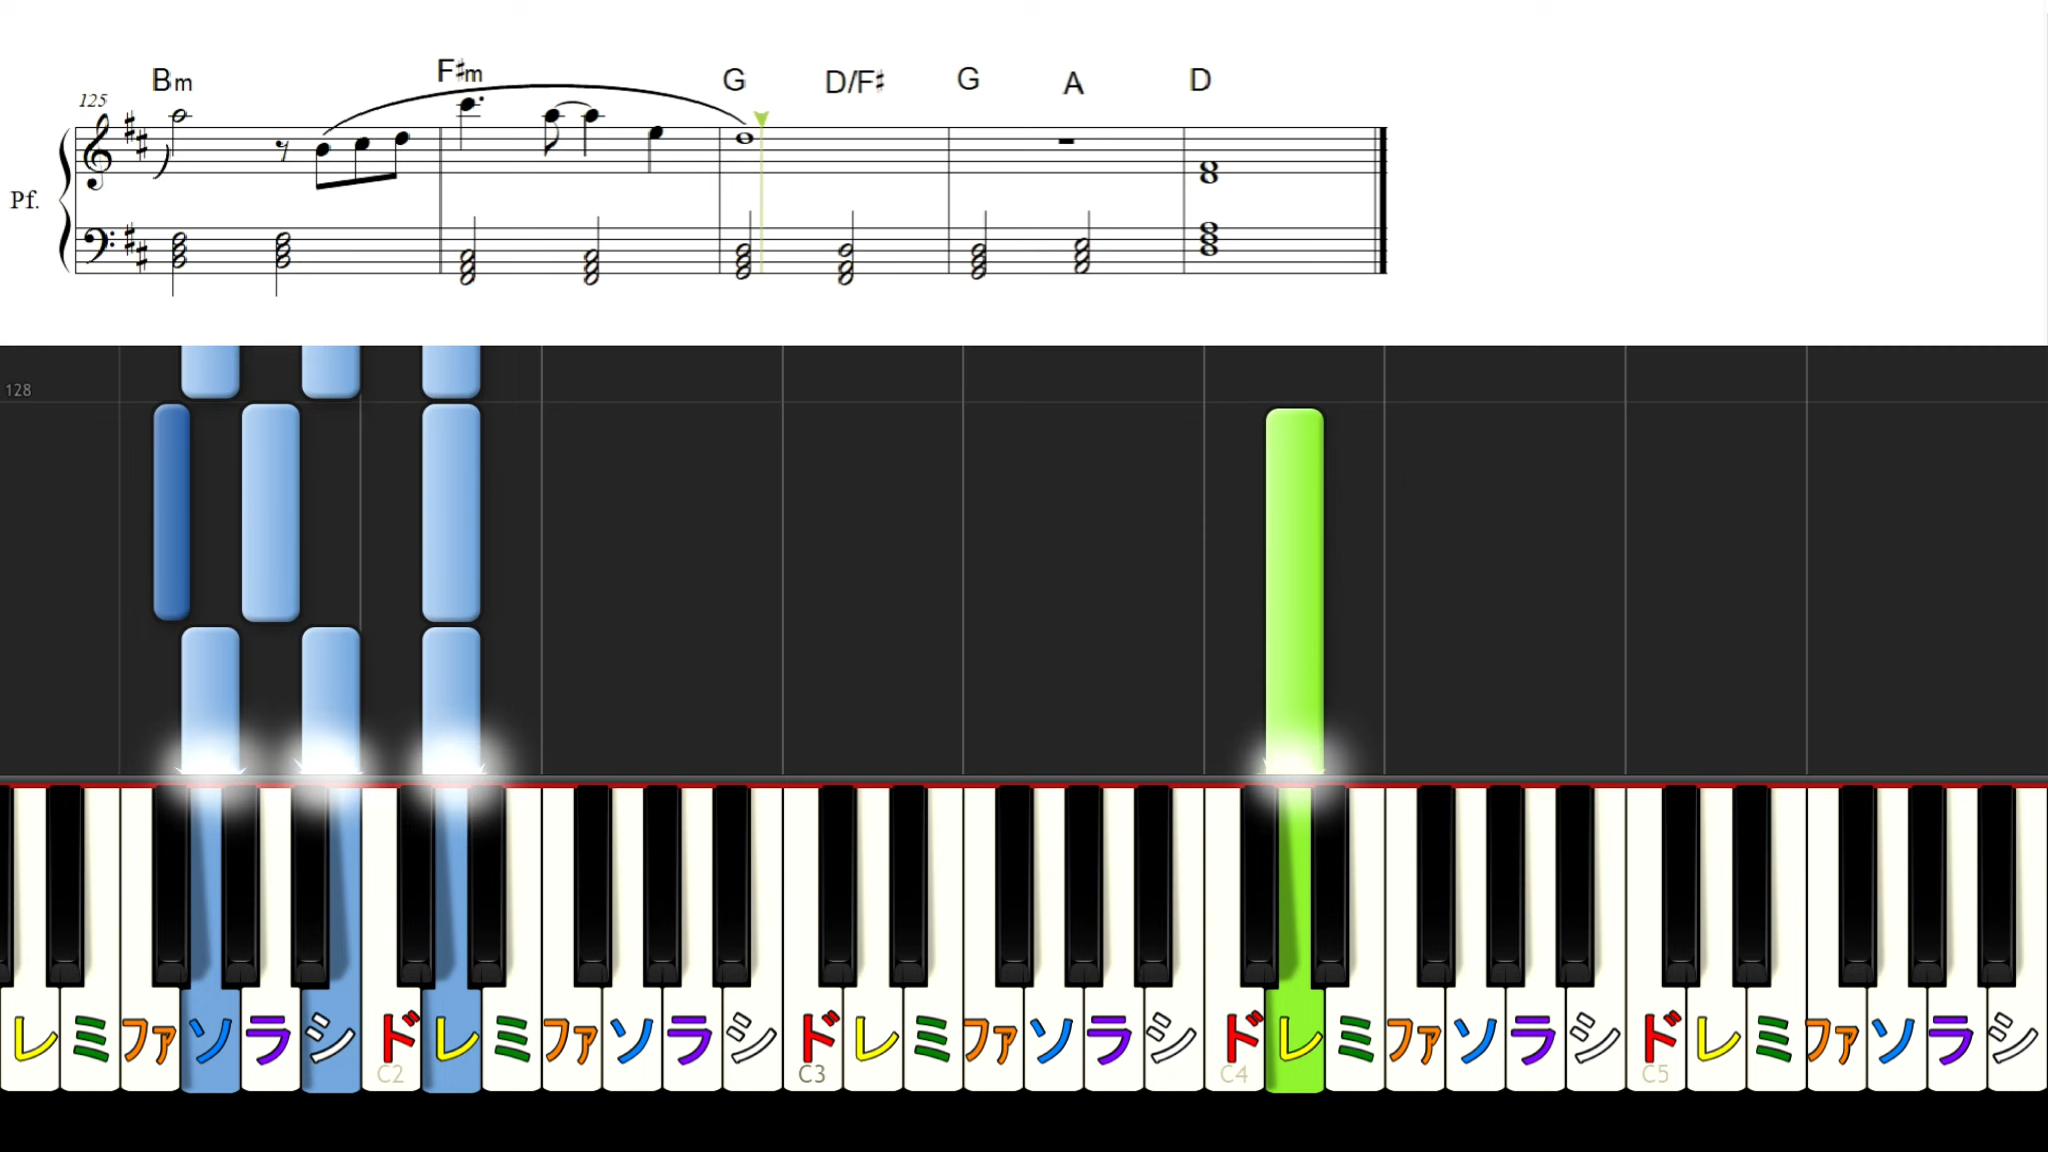 Bm F♯m G D/F♯ G A D
125
Pf.
128
レ ミ ファ ソ ラ シ ド レ ミ ファ ソ ラ シ ド レ ミ ファ ソ ラ シ ド レ ミ ファ ソ ラ シ ド レ ミ ファ ソ ラ シ
C2 C3 C4 C5